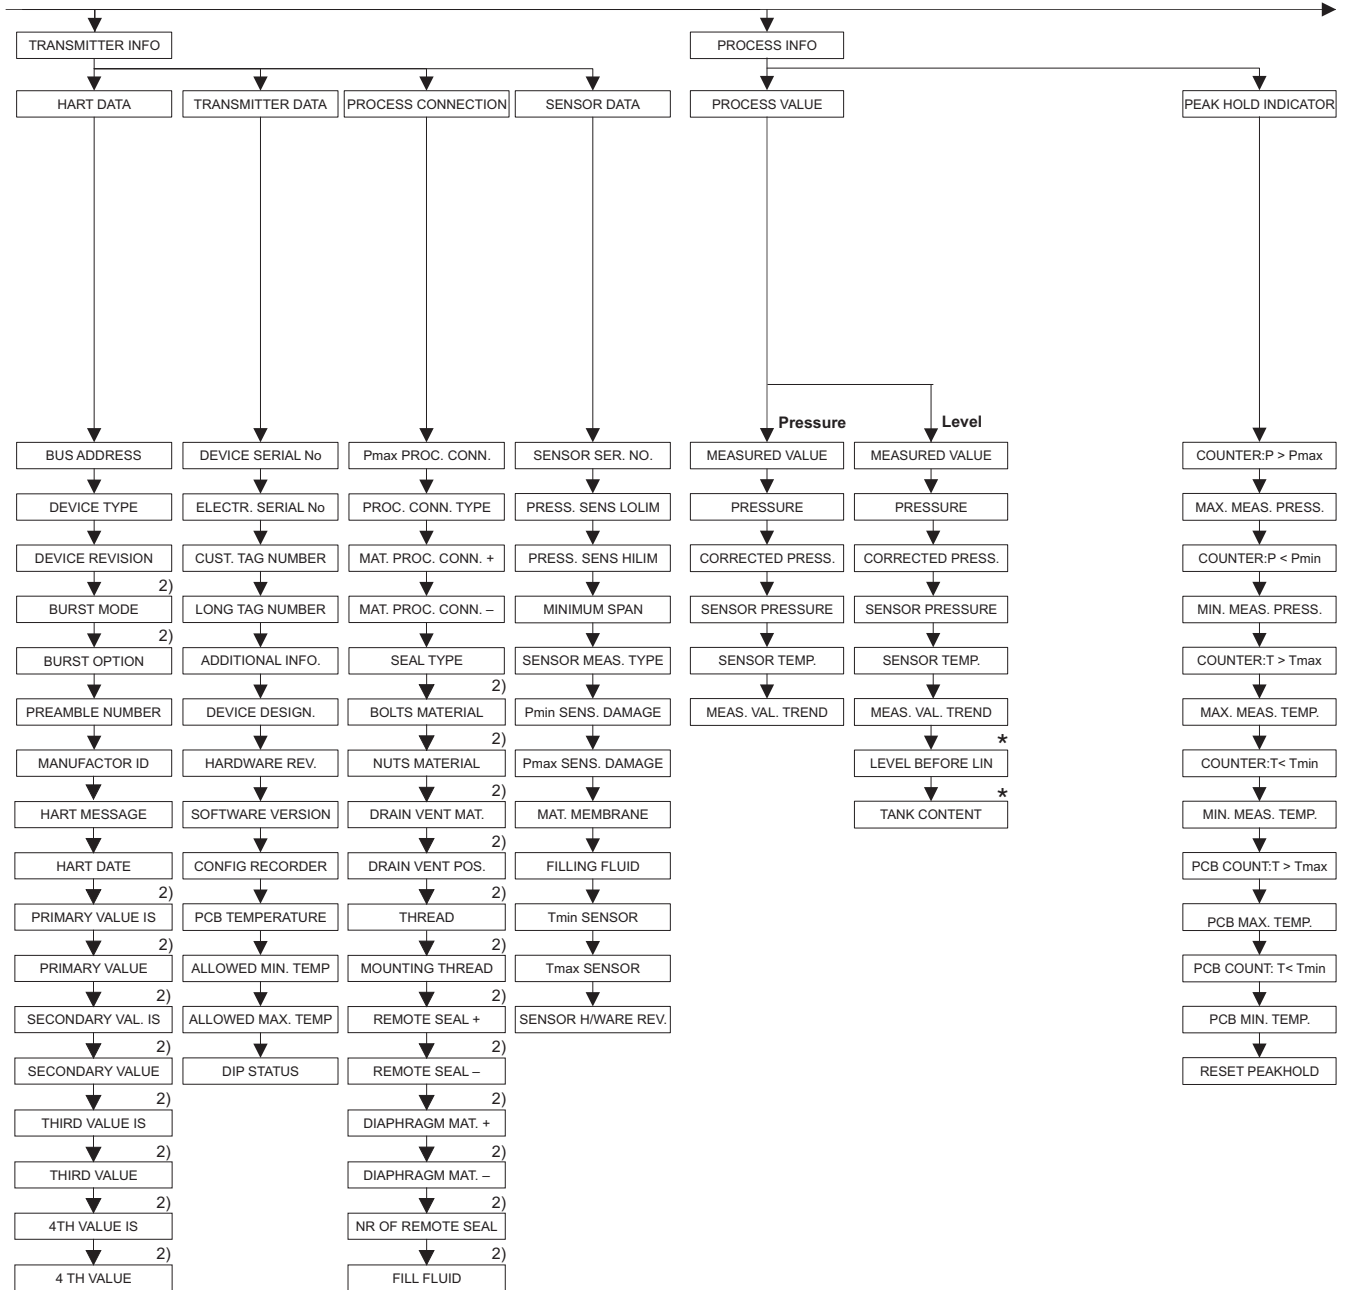 TRANSMITTER INFO
PROCESS INFO
HART DATA
TRANSMITTER DATA
PROCESS CONNECTION
SENSOR DATA
PROCESS VALUE
PEAK HOLD INDICATOR
Pressure
Level
BUS ADDRESS
DEVICE TYPE
DEVICE REVISION
2)
BURST MODE
2)
BURST OPTION
PREAMBLE NUMBER
MANUFACTOR ID
HART MESSAGE
HART DATE
2)
PRIMARY VALUE IS
2)
PRIMARY VALUE
2)
SECONDARY VAL. IS
2)
SECONDARY VALUE
2)
THIRD VALUE IS
2)
THIRD VALUE
2)
4TH VALUE IS
2)
4 TH VALUE
DEVICE SERIAL No
ELECTR. SERIAL No
CUST. TAG NUMBER
LONG TAG NUMBER
ADDITIONAL INFO.
DEVICE DESIGN.
HARDWARE REV.
SOFTWARE VERSION
CONFIG RECORDER
PCB TEMPERATURE
ALLOWED MIN. TEMP
ALLOWED MAX. TEMP
DIP STATUS
Pmax PROC. CONN.
PROC. CONN. TYPE
MAT. PROC. CONN. +
MAT. PROC. CONN. –
SEAL TYPE
2)
BOLTS MATERIAL
2)
NUTS MATERIAL
2)
DRAIN VENT MAT.
2)
DRAIN VENT POS.
2)
THREAD
2)
MOUNTING THREAD
2)
REMOTE SEAL +
2)
REMOTE SEAL –
2)
DIAPHRAGM MAT. +
2)
DIAPHRAGM MAT. –
2)
NR OF REMOTE SEAL
2)
FILL FLUID
SENSOR SER. NO.
PRESS. SENS LOLIM
PRESS. SENS HILIM
MINIMUM SPAN
SENSOR MEAS. TYPE
Pmin SENS. DAMAGE
Pmax SENS. DAMAGE
MAT. MEMBRANE
FILLING FLUID
Tmin SENSOR
Tmax SENSOR
SENSOR H/WARE REV.
MEASURED VALUE
PRESSURE
CORRECTED PRESS.
SENSOR PRESSURE
SENSOR TEMP.
MEAS. VAL. TREND
MEASURED VALUE
PRESSURE
CORRECTED PRESS.
SENSOR PRESSURE
SENSOR TEMP.
MEAS. VAL. TREND
*
LEVEL BEFORE LIN
*
TANK CONTENT
COUNTER:P > Pmax
MAX. MEAS. PRESS.
COUNTER:P < Pmin
MIN. MEAS. PRESS.
COUNTER:T > Tmax
MAX. MEAS. TEMP.
COUNTER:T< Tmin
MIN. MEAS. TEMP.
PCB COUNT:T > Tmax
PCB MAX. TEMP.
PCB COUNT: T< Tmin
PCB MIN. TEMP.
RESET PEAKHOLD